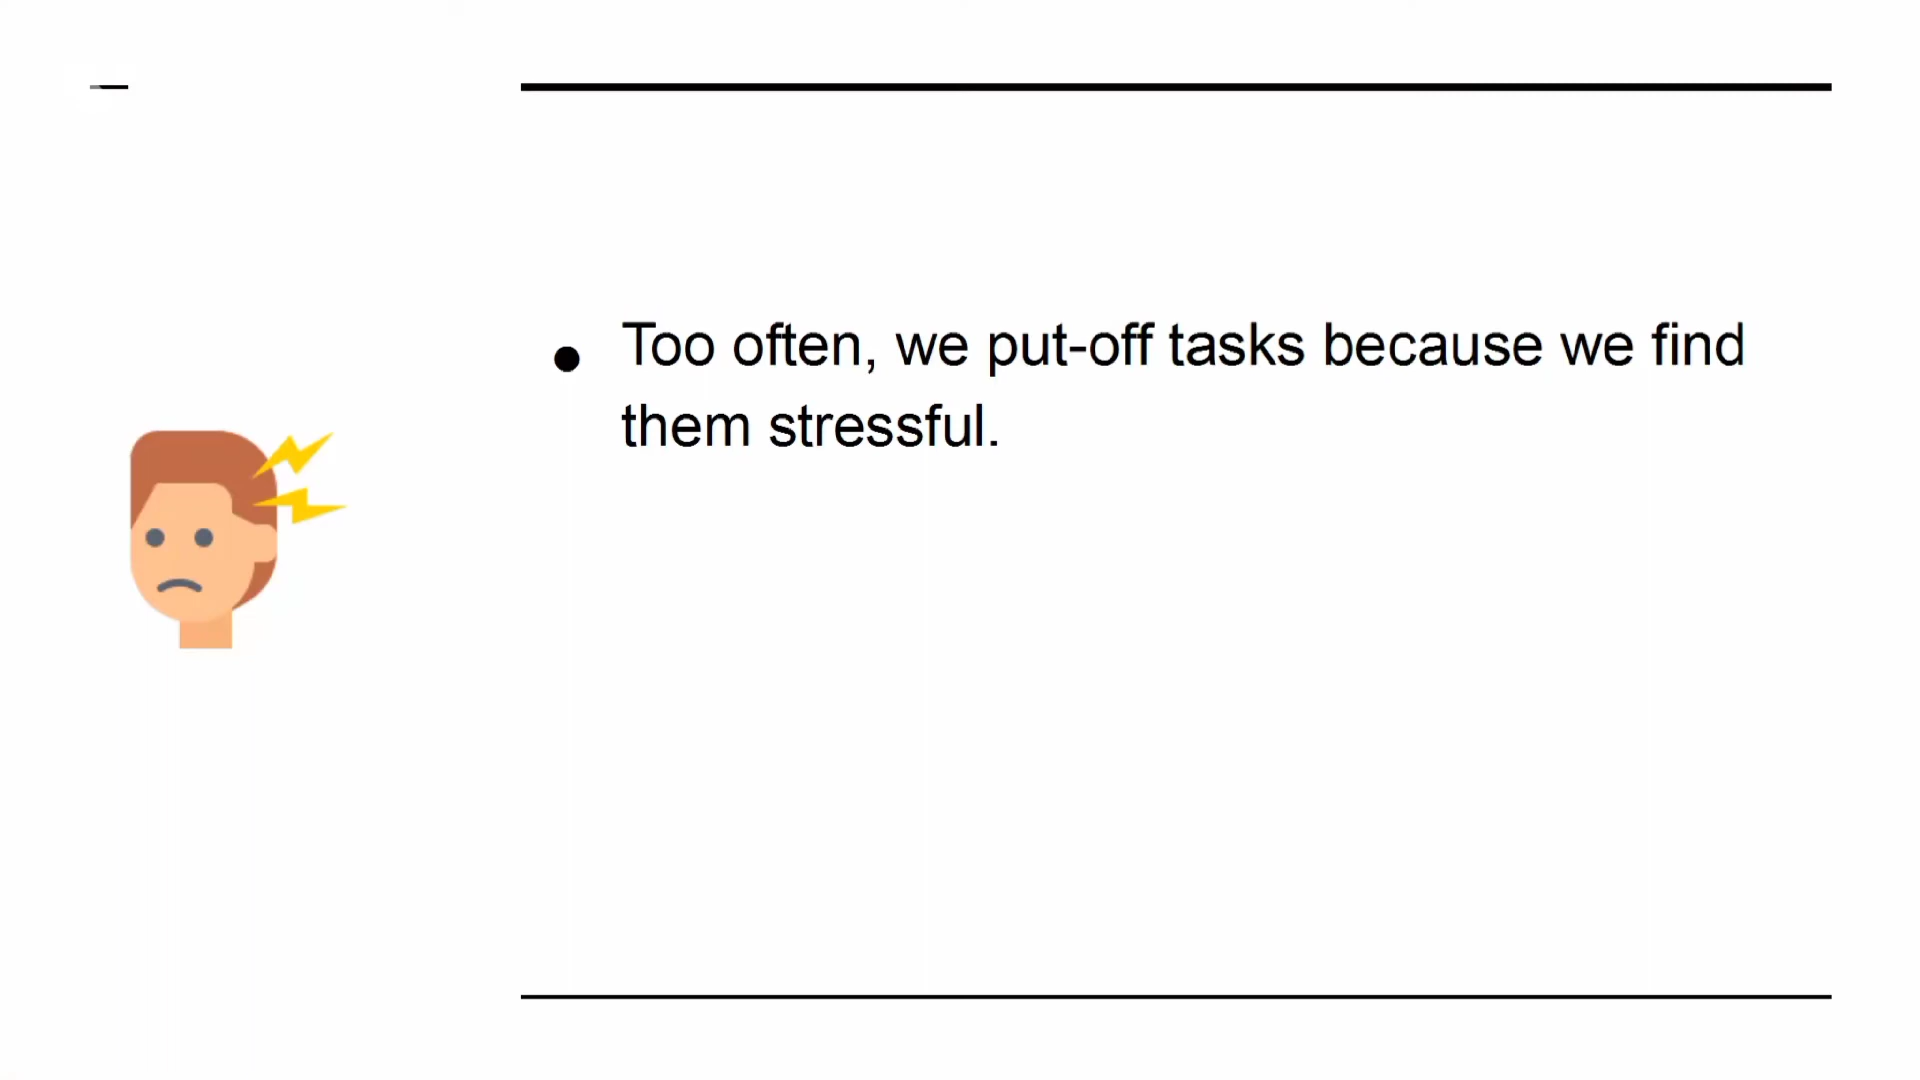 • Too often, we put-off tasks because we find
them stressful.